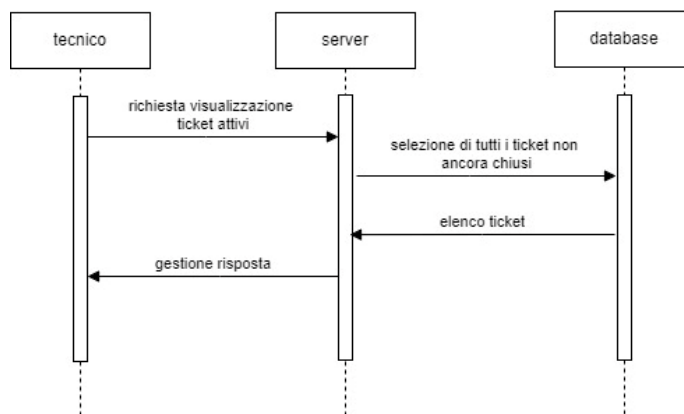 tecnico
server
database
richiesta visualizzazione
ticket attivi
selezione di tutti i ticket non
ancora chiusi
elenco ticket
gestione risposta